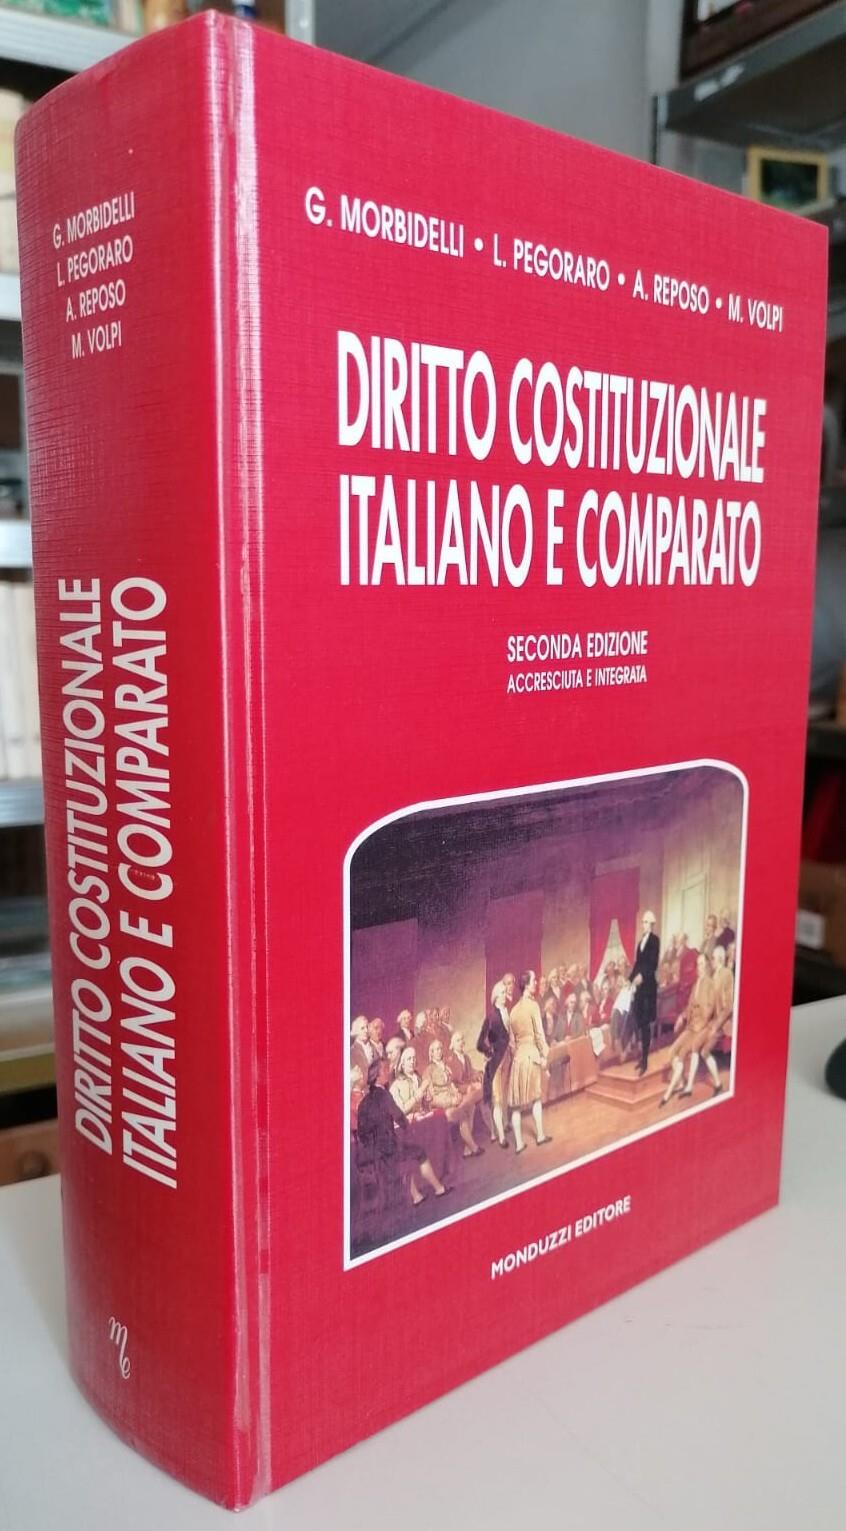 G. MORBIDELLI
L. PEGORARO
A. REPOSO
M. VOLPI
DIRITTO COSTITUZIONALE
ITALIANO E COMPARATO
me
G. MORBIDELLI • L. PEGORARO • A. REPOSO • M. VOLPI
DIRITTO COSTITUZIONALE
ITALIANO E COMPARATO
SECONDA EDIZIONE
ACCRESCIUTA E INTEGRATA
MONDUZZI EDITORE